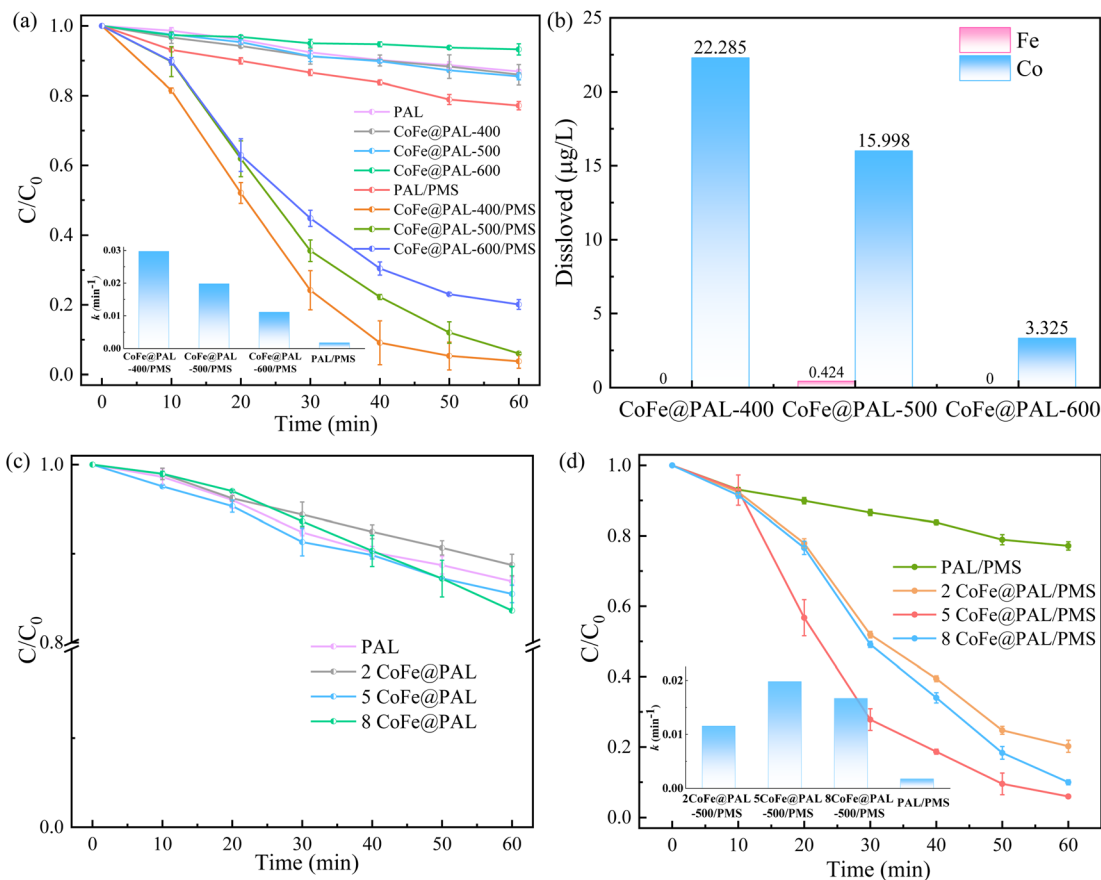 (a)
1.0
0.8
0.6
0.4
0.2
0.0
C/C0
0
10
20
30
40
50
60
Time (min)
PAL
CoFe@PAL-400
CoFe@PAL-500
CoFe@PAL-600
PAL/PMS
CoFe@PAL-400/PMS
CoFe@PAL-500/PMS
CoFe@PAL-600/PMS
0.03
0.02
0.01
0.00
k (min-1)
CoFe@PAL
-400/PMS
CoFe@PAL
-500/PMS
CoFe@PAL
-600/PMS
PAL/PMS
(b)
25
20
15
10
5
0
Dissloved (μg/L)
Fe
Co
22.285
15.998
3.325
0
0.424
0
CoFe@PAL-400
CoFe@PAL-500
CoFe@PAL-600
(c)
1.0
0.8
0.0
C/C0
PAL
2 CoFe@PAL
5 CoFe@PAL
8 CoFe@PAL
0
10
20
30
40
50
60
Time (min)
(d)
1.0
0.8
0.6
0.4
0.2
0.0
C/C0
PAL/PMS
2 CoFe@PAL/PMS
5 CoFe@PAL/PMS
8 CoFe@PAL/PMS
0.02
0.01
0.00
k (min-1)
2CoFe@PAL
-500/PMS
5CoFe@PAL
-500/PMS
8CoFe@PAL
-500/PMS
PAL/PMS
0
10
20
30
40
50
60
Time (min)